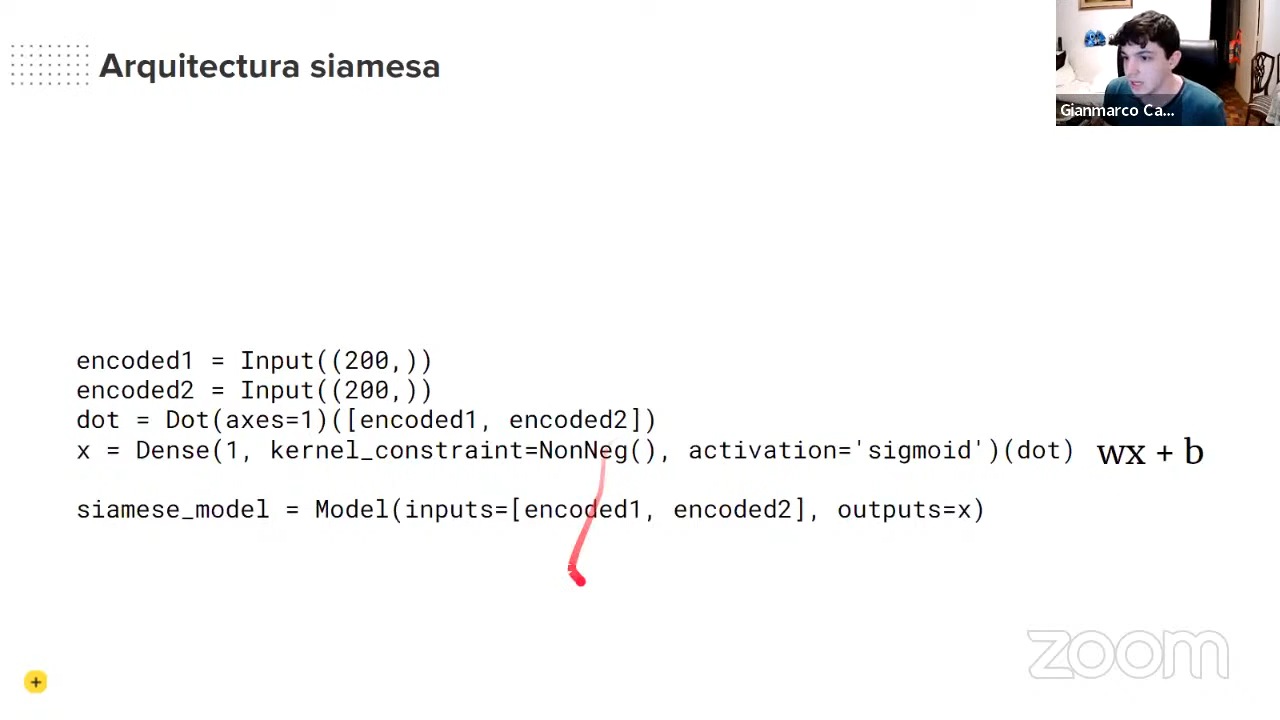 Arquitectura siamesa
Gianmarco Ca...
encoded1 = Input((200,))
encoded2 = Input((200,))
dot = Dot(axes=1)([encoded1, encoded2])
x = Dense(1, kernel_constraint=NonNeg(), activation='sigmoid')(dot) wx + b
siamese_model = Model(inputs=[encoded1, encoded2], outputs=x)
zoom